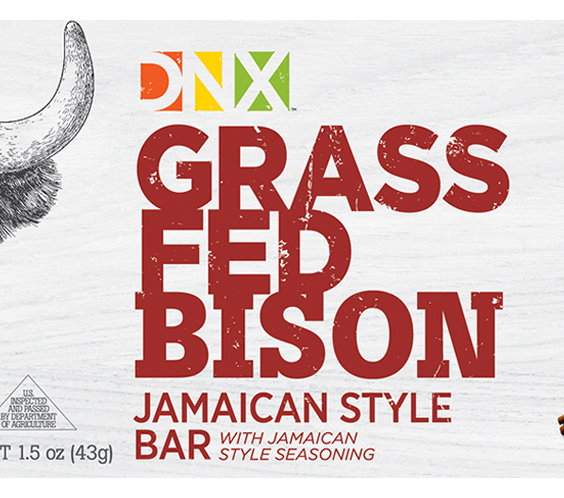 DNX
™
GRASS
FED
BISON
JAMAICAN STYLE
BAR WITH JAMAICAN
STYLE SEASONING
U.S.
INSPECTED
AND PASSED
BY DEPARTMENT
OF AGRICULTURE
T 1.5 oz (43g)